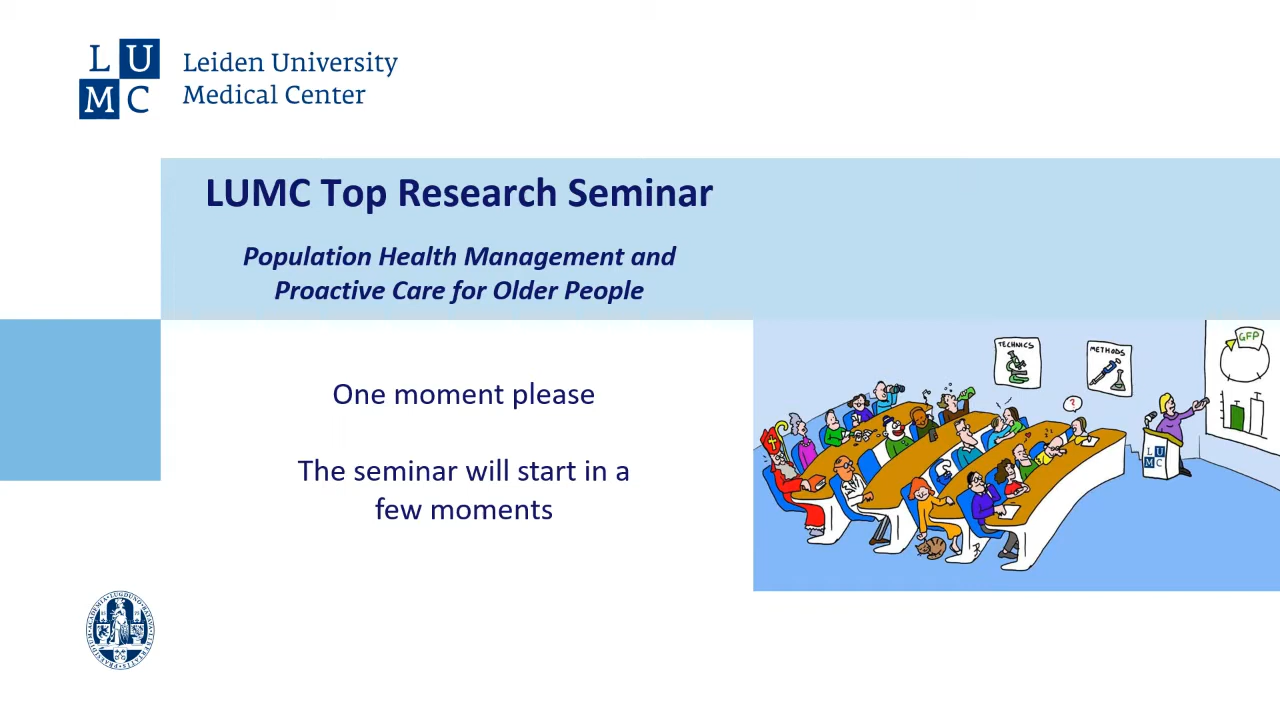 L U
M C
Leiden University
Medical Center
LUMC Top Research Seminar
Population Health Management and
Proactive Care for Older People
One moment please
The seminar will start in a
few moments
TECHNICS
METHODS
GFP
?
L U
M C